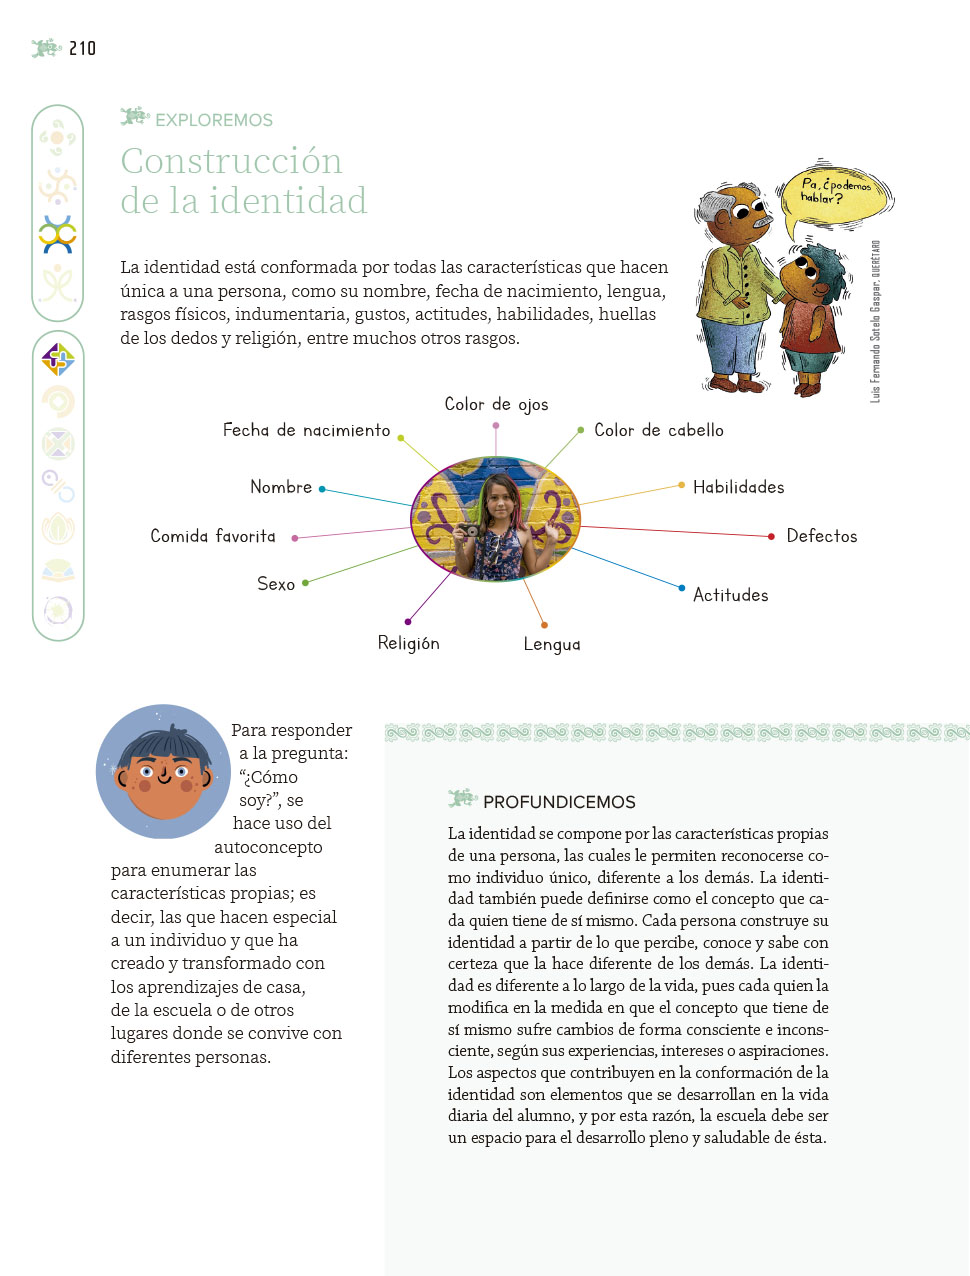 210
EXPLOREMOS
Construcción
de la identidad
La identidad está conformada por todas las características que hacen
única a una persona, como su nombre, fecha de nacimiento, lengua,
rasgos físicos, indumentaria, gustos, actitudes, habilidades, huellas
de los dedos y religión, entre muchos otros rasgos.
Pa, ¿podemos
hablar?
Luis Fernando Sotelo Gaspar, QUERÉTARO
Color de ojos
Fecha de nacimiento
Color de cabello
Nombre
Habilidades
Comida favorita
Defectos
Sexo
Actitudes
Religión
Lengua
Para responder
a la pregunta:
“¿Cómo
soy?”, se
hace uso del
autoconcepto
para enumerar las
características propias; es
decir, las que hacen especial
a un individuo y que ha
creado y transformado con
los aprendizajes de casa,
de la escuela o de otros
lugares donde se convive con
diferentes personas.
PROFUNDICEMOS
La identidad se compone por las características propias
de una persona, las cuales le permiten reconocerse co-
mo individuo único, diferente a los demás. La identi-
dad también puede definirse como el concepto que ca-
da quien tiene de sí mismo. Cada persona construye su
identidad a partir de lo que percibe, conoce y sabe con
certeza que la hace diferente de los demás. La identi-
dad es diferente a lo largo de la vida, pues cada quien la
modifica en la medida en que el concepto que tiene de
sí mismo sufre cambios de forma consciente e incons-
ciente, según sus experiencias, intereses o aspiraciones.
Los aspectos que contribuyen en la conformación de la
identidad son elementos que se desarrollan en la vida
diaria del alumno, y por esta razón, la escuela debe ser
un espacio para el desarrollo pleno y saludable de ésta.